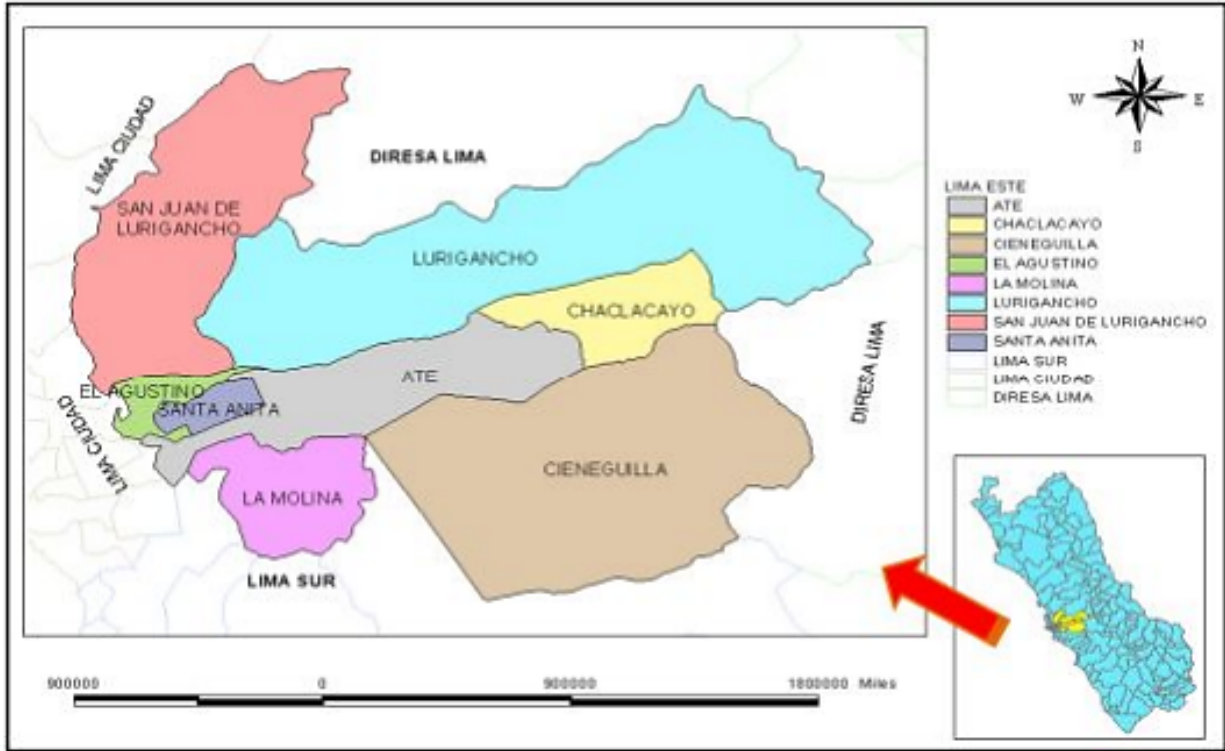 N
W E
S
LIMA CIUDAD
DIRESA LIMA
SAN JUAN DE
LURIGANCHO
LURIGANCHO
CHACLACAYO
DIRESA LIMA
ATE
EL AGUSTINO
SANTA ANITA
LIMA CIUDAD
CIENEGUILLA
LA MOLINA
LIMA SUR
LIMA ESTE
ATE
CHACLACAYO
CIENEGUILLA
EL AGUSTINO
LA MOLINA
LURIGANCHO
SAN JUAN DE LURIGANCHO
SANTA ANITA
LIMA SUR
LIMA CIUDAD
DIRESA LIMA
900000 0 900000 1800000 Miles